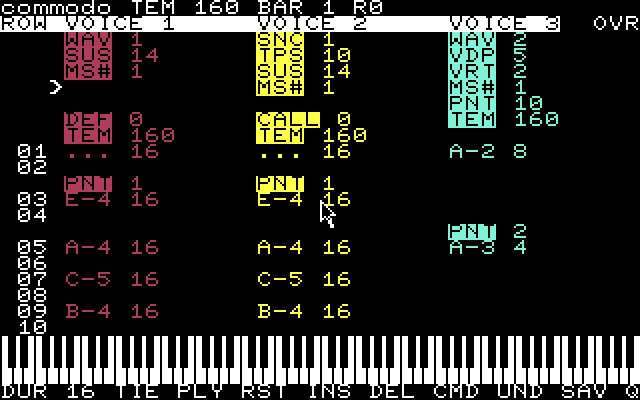 commodo TEM 160 BAR 1 R0
ROW VOICE 1 VOICE 2 VOICE 3 OVR
WAV 1 SNC 1 WAV 2
SUS 14 TPS 10 VDP 5
MS# 1 SUS 14 VRT 2
MS# 1 MS# 1
PNT 10
DEF 0 CALL 0 TEM 160
TEM 160 TEM 160
01 ... 16 ... 16 A-2 8
02
PNT 1 PNT 1
03 E-4 16 E-4 16
04
PNT 2
05 A-4 16 A-4 16 A-3 4
06
07 C-5 16 C-5 16
08
09 B-4 16 B-4 16
10
DUR 16 TIE PLY RST INS DEL CMD UND SAV Q